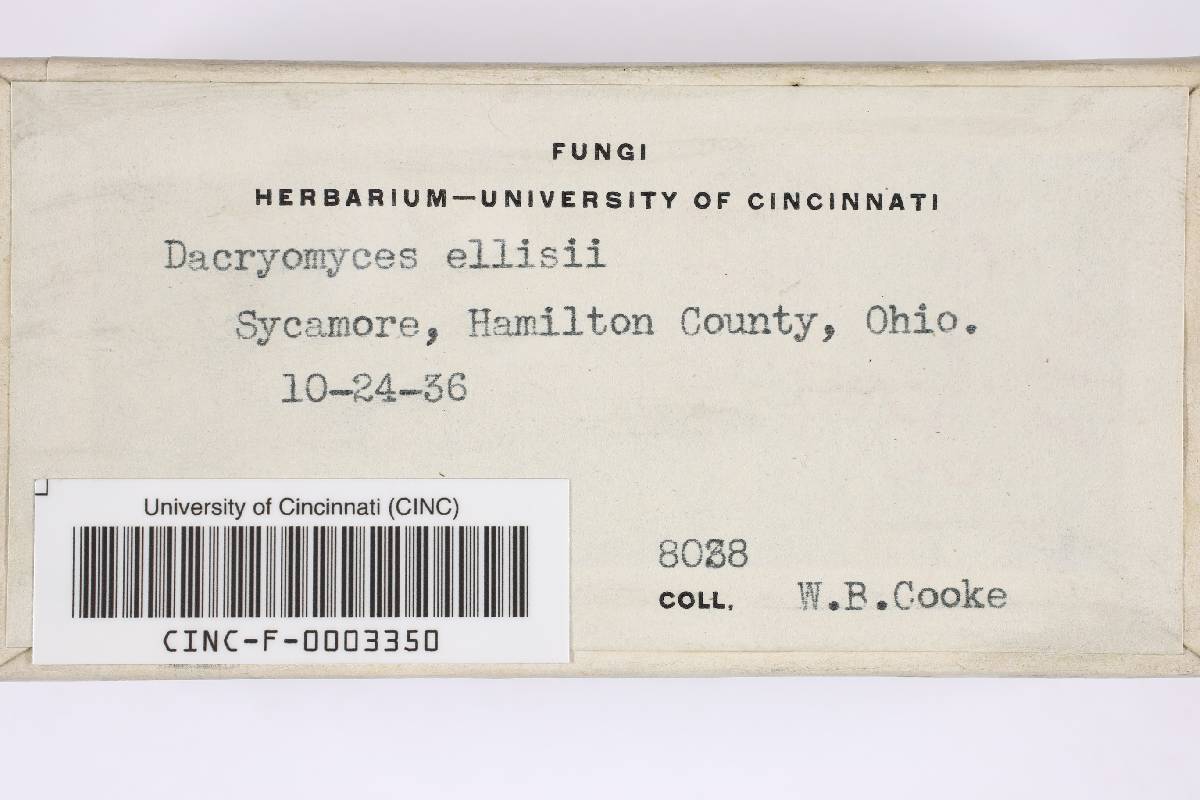 FUNGI
HERBARIUM—UNIVERSITY OF CINCINNATI
Dacryomyces ellisii
Sycamore, Hamilton County, Ohio.
10-24-36
University of Cincinnati (CINC)
CINC-F-0003350
8038
COLL. W.B.Cooke